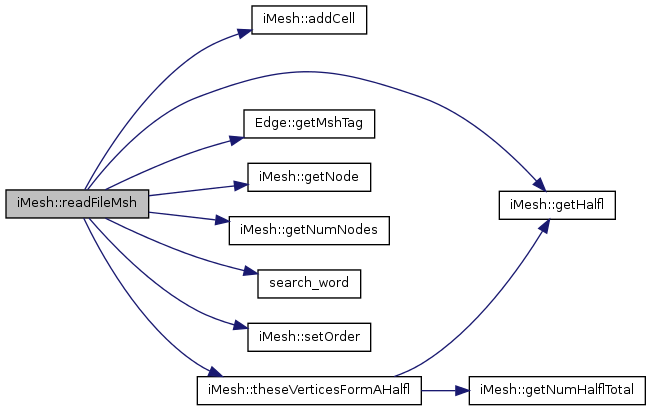 iMesh::addCell
Edge::getMshTag
iMesh::getNode
iMesh::readFileMsh
iMesh::getHalfl
iMesh::getNumNodes
search_word
iMesh::setOrder
iMesh::theseVerticesFormAHalfl
iMesh::getNumHalflTotal